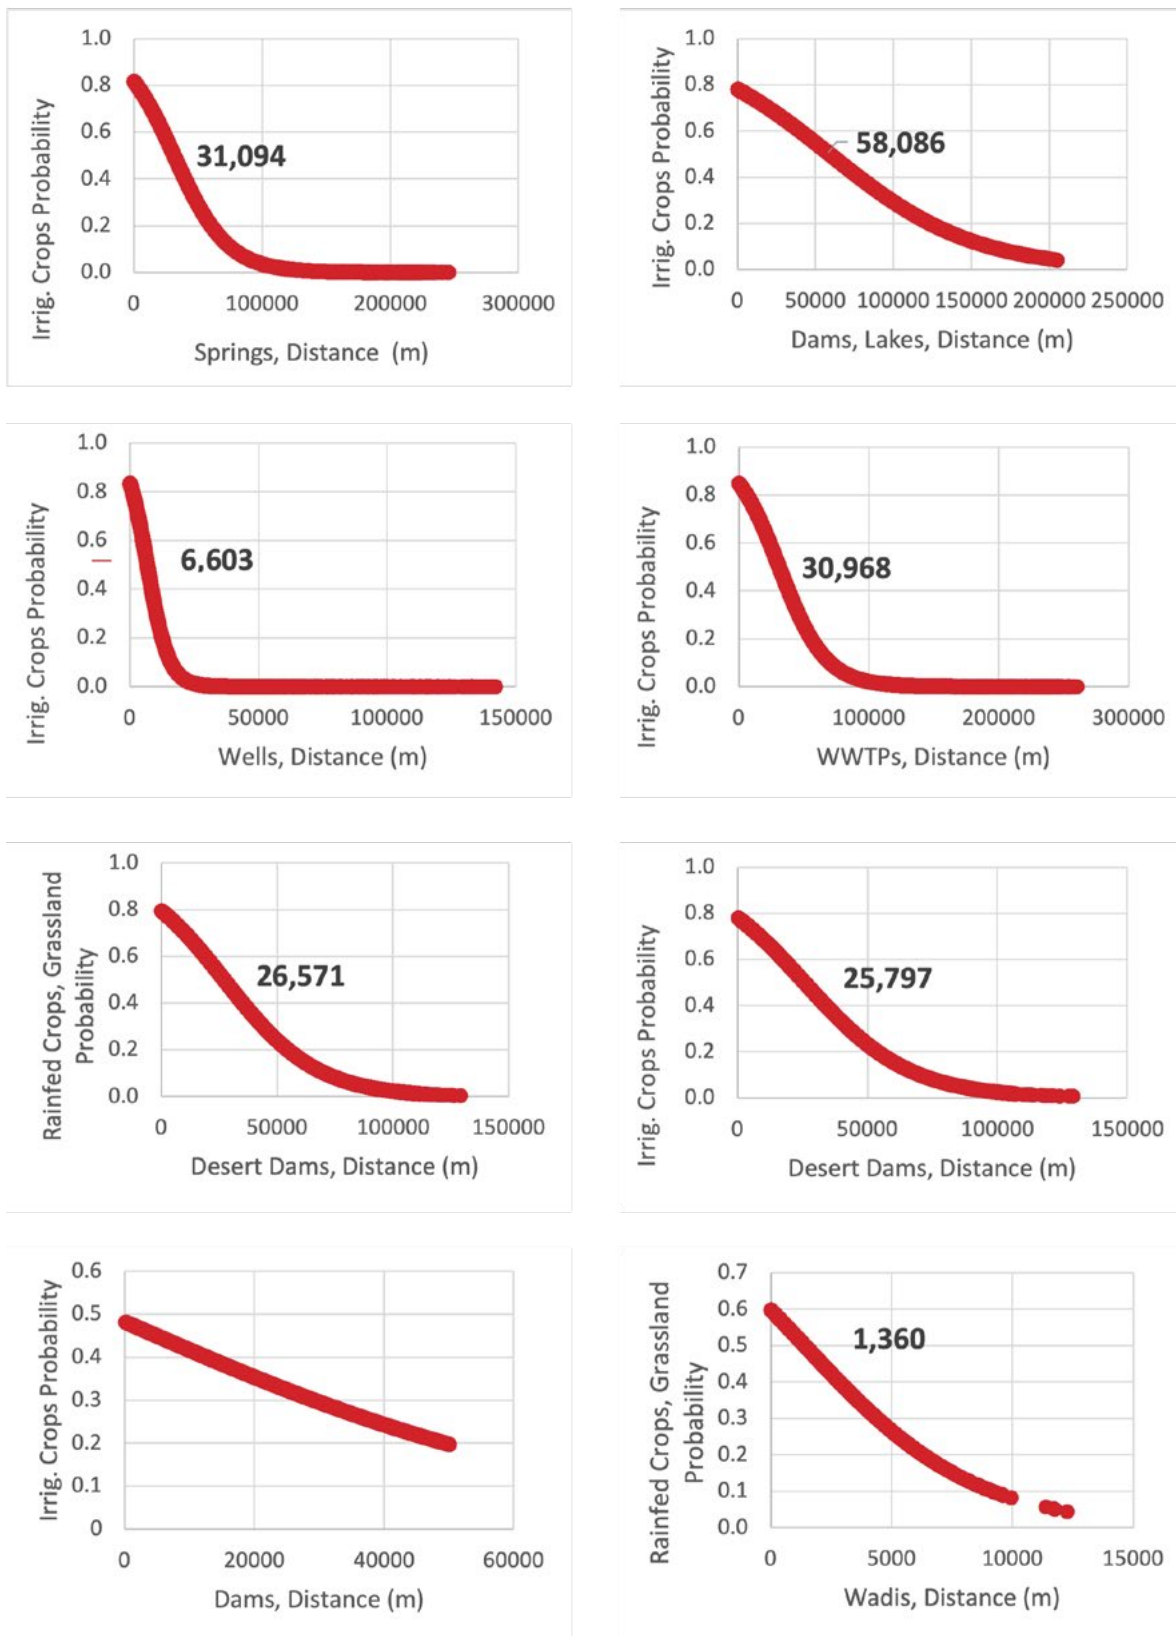 Irrig. Crops Probability
1.0
0.8
0.6
0.4
0.2
0.0
31,094
0 100000 200000 300000
Springs, Distance (m)
Irrig. Crops Probability
1.0
0.8
0.6
0.4
0.2
0.0
58,086
0 50000 100000 150000 200000 250000
Dams, Lakes, Distance (m)
Irrig. Crops Probability
1.0
0.8
0.6
0.4
0.2
0.0
6,603
0 50000 100000 150000
Wells, Distance (m)
Irrig. Crops Probability
1.0
0.8
0.6
0.4
0.2
0.0
30,968
0 100000 200000 300000
WWTPs, Distance (m)
Rainfed Crops, Grassland
Probability
1.0
0.8
0.6
0.4
0.2
0.0
26,571
0 50000 100000 150000
Desert Dams, Distance (m)
Irrig. Crops Probability
1.0
0.8
0.6
0.4
0.2
0.0
25,797
0 50000 100000 150000
Desert Dams, Distance (m)
Irrig. Crops Probability
0.6
0.5
0.4
0.3
0.2
0.1
0
0 20000 40000 60000
Dams, Distance (m)
Rainfed Crops, Grassland
Probability
0.7
0.6
0.5
0.4
0.3
0.2
0.1
0.0
1,360
0 5000 10000 15000
Wadis, Distance (m)